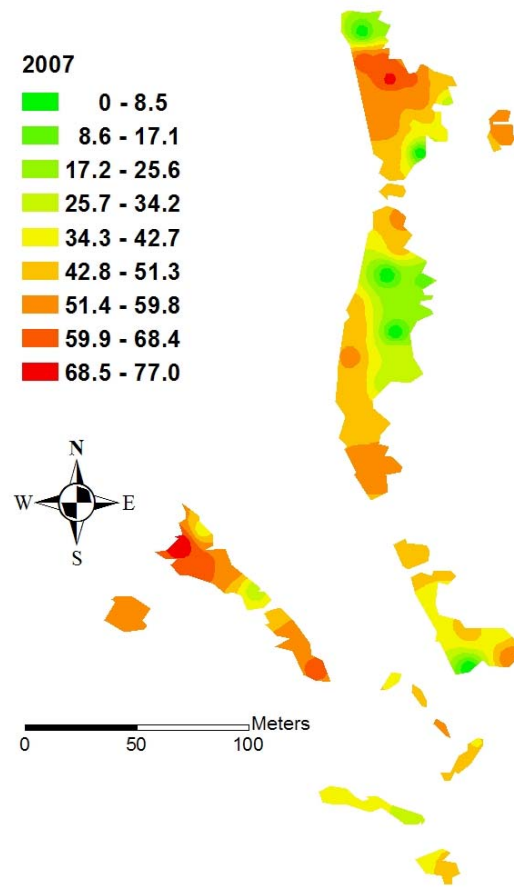 2007
0 - 8.5
8.6 - 17.1
17.2 - 25.6
25.7 - 34.2
34.3 - 42.7
42.8 - 51.3
51.4 - 59.8
59.9 - 68.4
68.5 - 77.0
N
W E
S
Meters
0 50 100